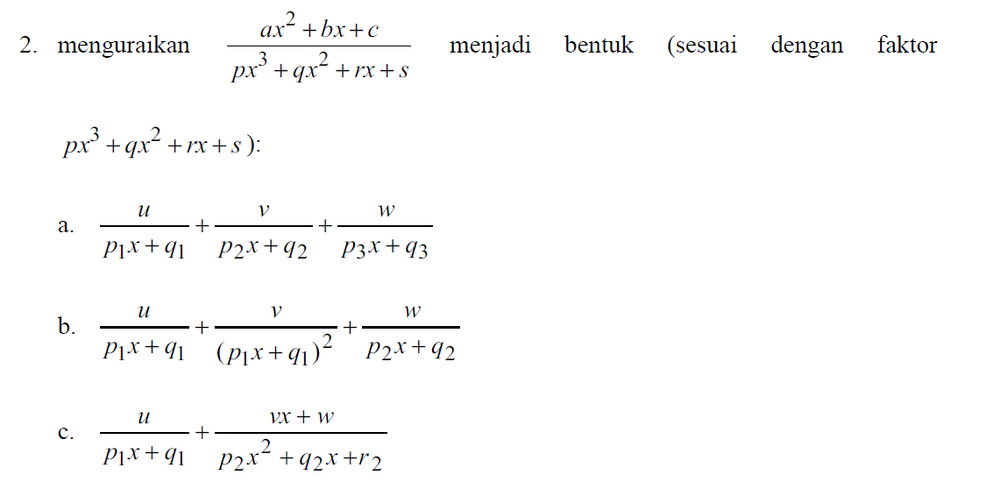 2. menguraikan \frac{ax^2+bx+c}{px^3+qx^2+rx+s} menjadi bentuk (sesuai dengan faktor
px^3+qx^2+rx+s):
a. \frac{u}{p_1x+q_1}+\frac{v}{p_2x+q_2}+\frac{w}{p_3x+q_3}
b. \frac{u}{p_1x+q_1}+\frac{v}{(p_1x+q_1)^2}+\frac{w}{p_2x+q_2}
c. \frac{u}{p_1x+q_1}+\frac{vx+w}{p_2x^2+q_2x+r_2}